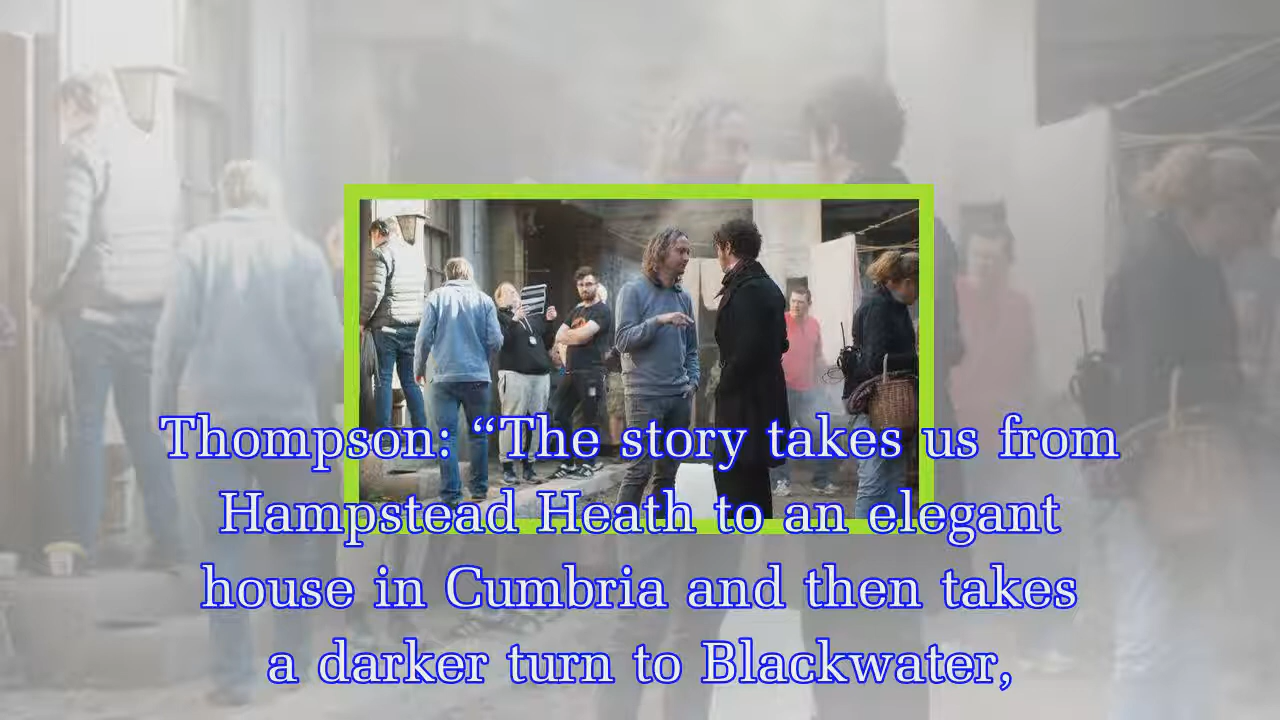 Thompson: “The story takes us from
Hampstead Heath to an elegant
house in Cumbria and then takes
a darker turn to Blackwater,